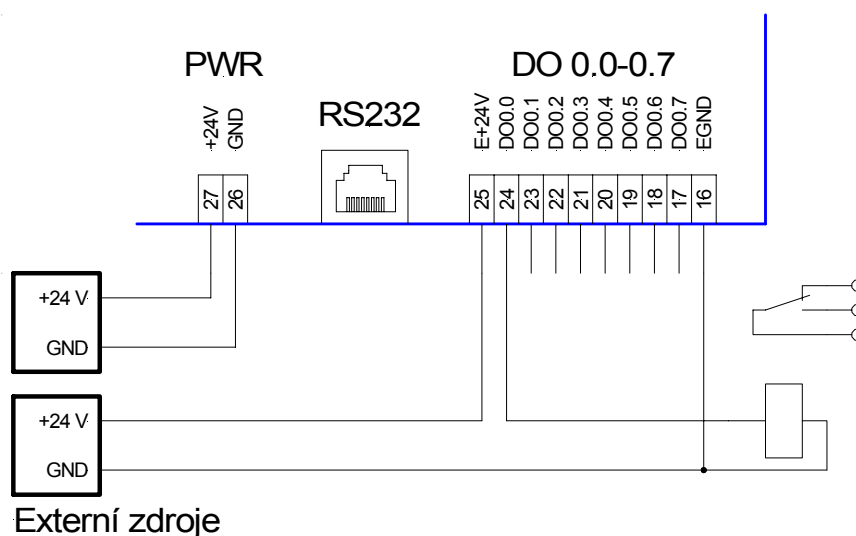 PWR
DO 0.0-0.7
RS232
+24V
GND
E+24V
DO0.0
DO0.1
DO0.2
DO0.3
DO0.4
DO0.5
DO0.6
DO0.7
EGND
27
26
25
24
23
22
21
20
19
18
17
16
+24 V
GND
+24 V
GND
Externí zdroje